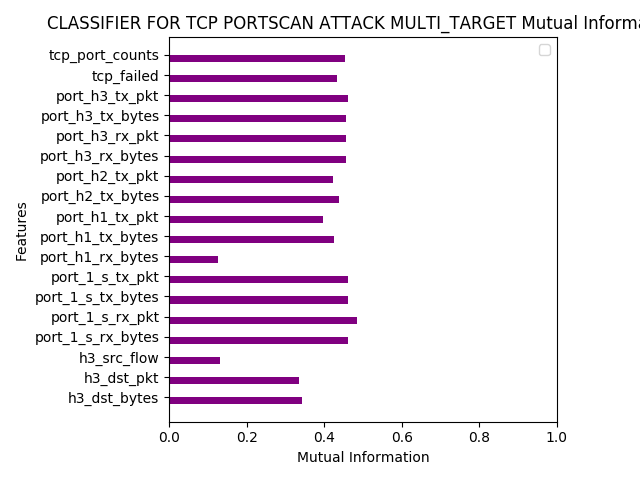 CLASSIFIER FOR TCP PORTSCAN ATTACK MULTI_TARGET Mutual Informa
tcp_port_counts
tcp_failed
port_h3_tx_pkt
port_h3_tx_bytes
port_h3_rx_pkt
port_h3_rx_bytes
port_h2_tx_pkt
port_h2_tx_bytes
port_h1_tx_pkt
port_h1_tx_bytes
port_h1_rx_bytes
port_1_s_tx_pkt
port_1_s_tx_bytes
port_1_s_rx_pkt
port_1_s_rx_bytes
h3_src_flow
h3_dst_pkt
h3_dst_bytes
Features
0.0 0.2 0.4 0.6 0.8 1.0
Mutual Information